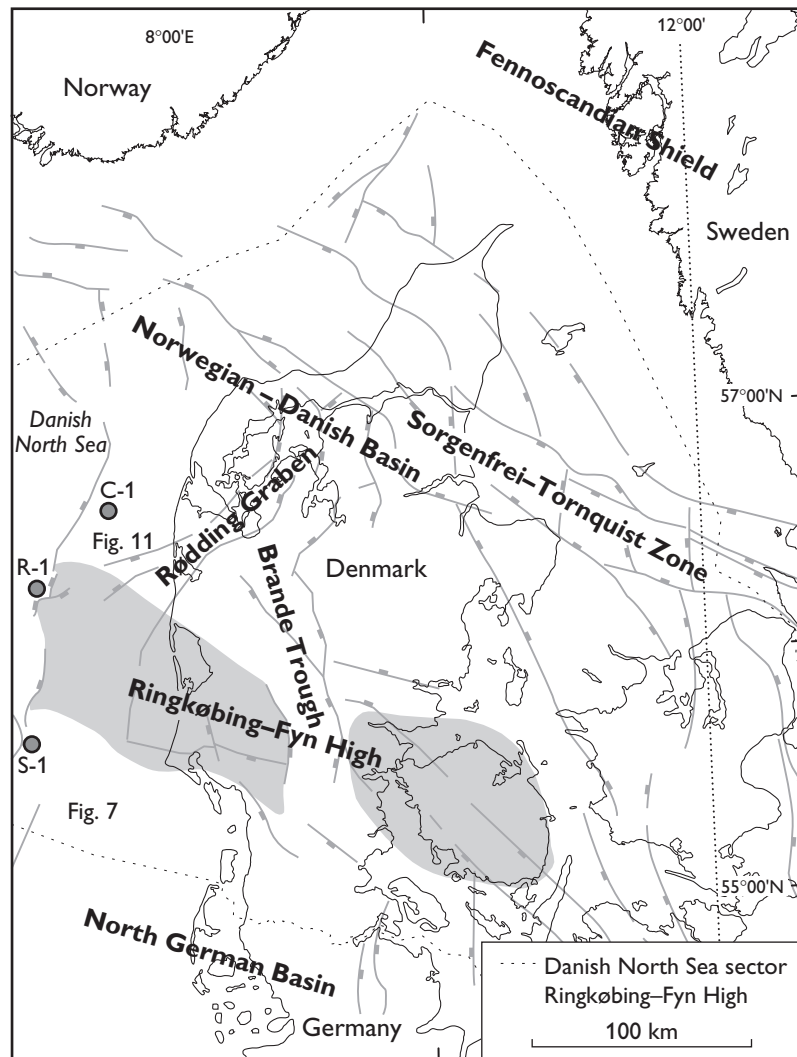 8°00'E
12°00'
Norway
Fennoscandian Shield
Sweden
Norwegian – Danish Basin
57°00'N
Danish
North Sea
Sorgenfrei–Tornquist Zone
C-1
Fig. 11
Rødding Graben
R-1
Brande Trough
Denmark
Ringkøbing–Fyn High
S-1
Fig. 7
55°00'N
North German Basin
Germany
Danish North Sea sector
Ringkøbing–Fyn High
100 km